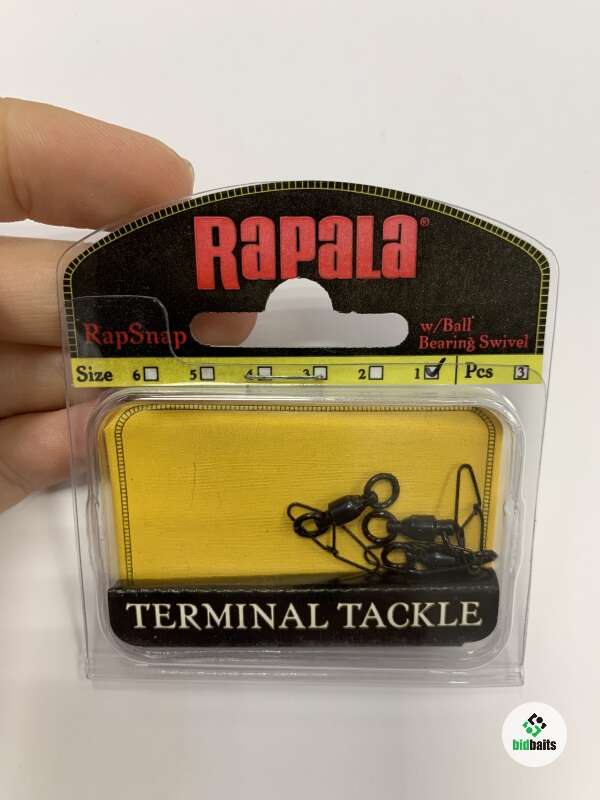 RAPALA®
RapSnap
w/Ball
Bearing Swivel
Size 6 5 4 3 2 1 Pcs 3
TERMINAL TACKLE
bidbaits